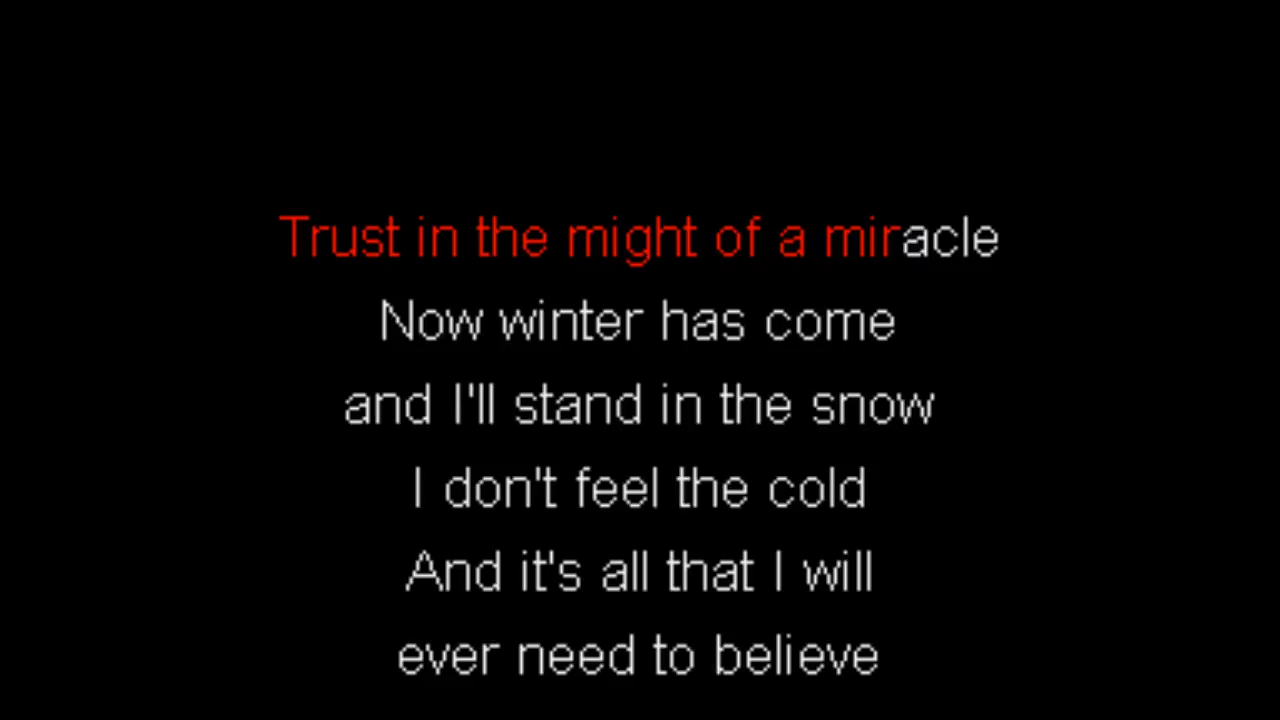 Trust in the might of a miracle
Now winter has come
and I'll stand in the snow
I don't feel the cold
And it's all that I will
ever need to believe